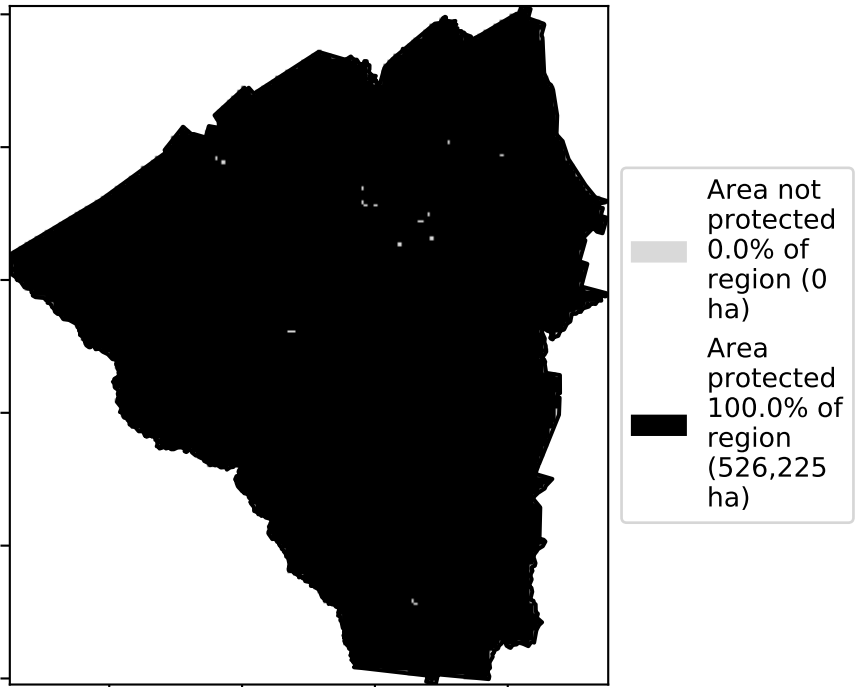 Area not
protected
0.0% of
region (0
ha)
Area
protected
100.0% of
region
(526,225
ha)